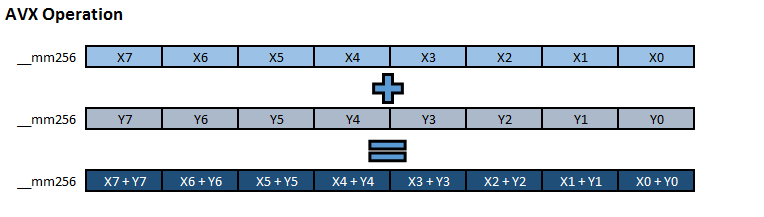 AVX Operation
__mm256 X7 X6 X5 X4 X3 X2 X1 X0
__mm256 Y7 Y6 Y5 Y4 Y3 Y2 Y1 Y0
__mm256 X7 + Y7 X6 + Y6 X5 + Y5 X4 + Y4 X3 + Y3 X2 + Y2 X1 + Y1 X0 + Y0